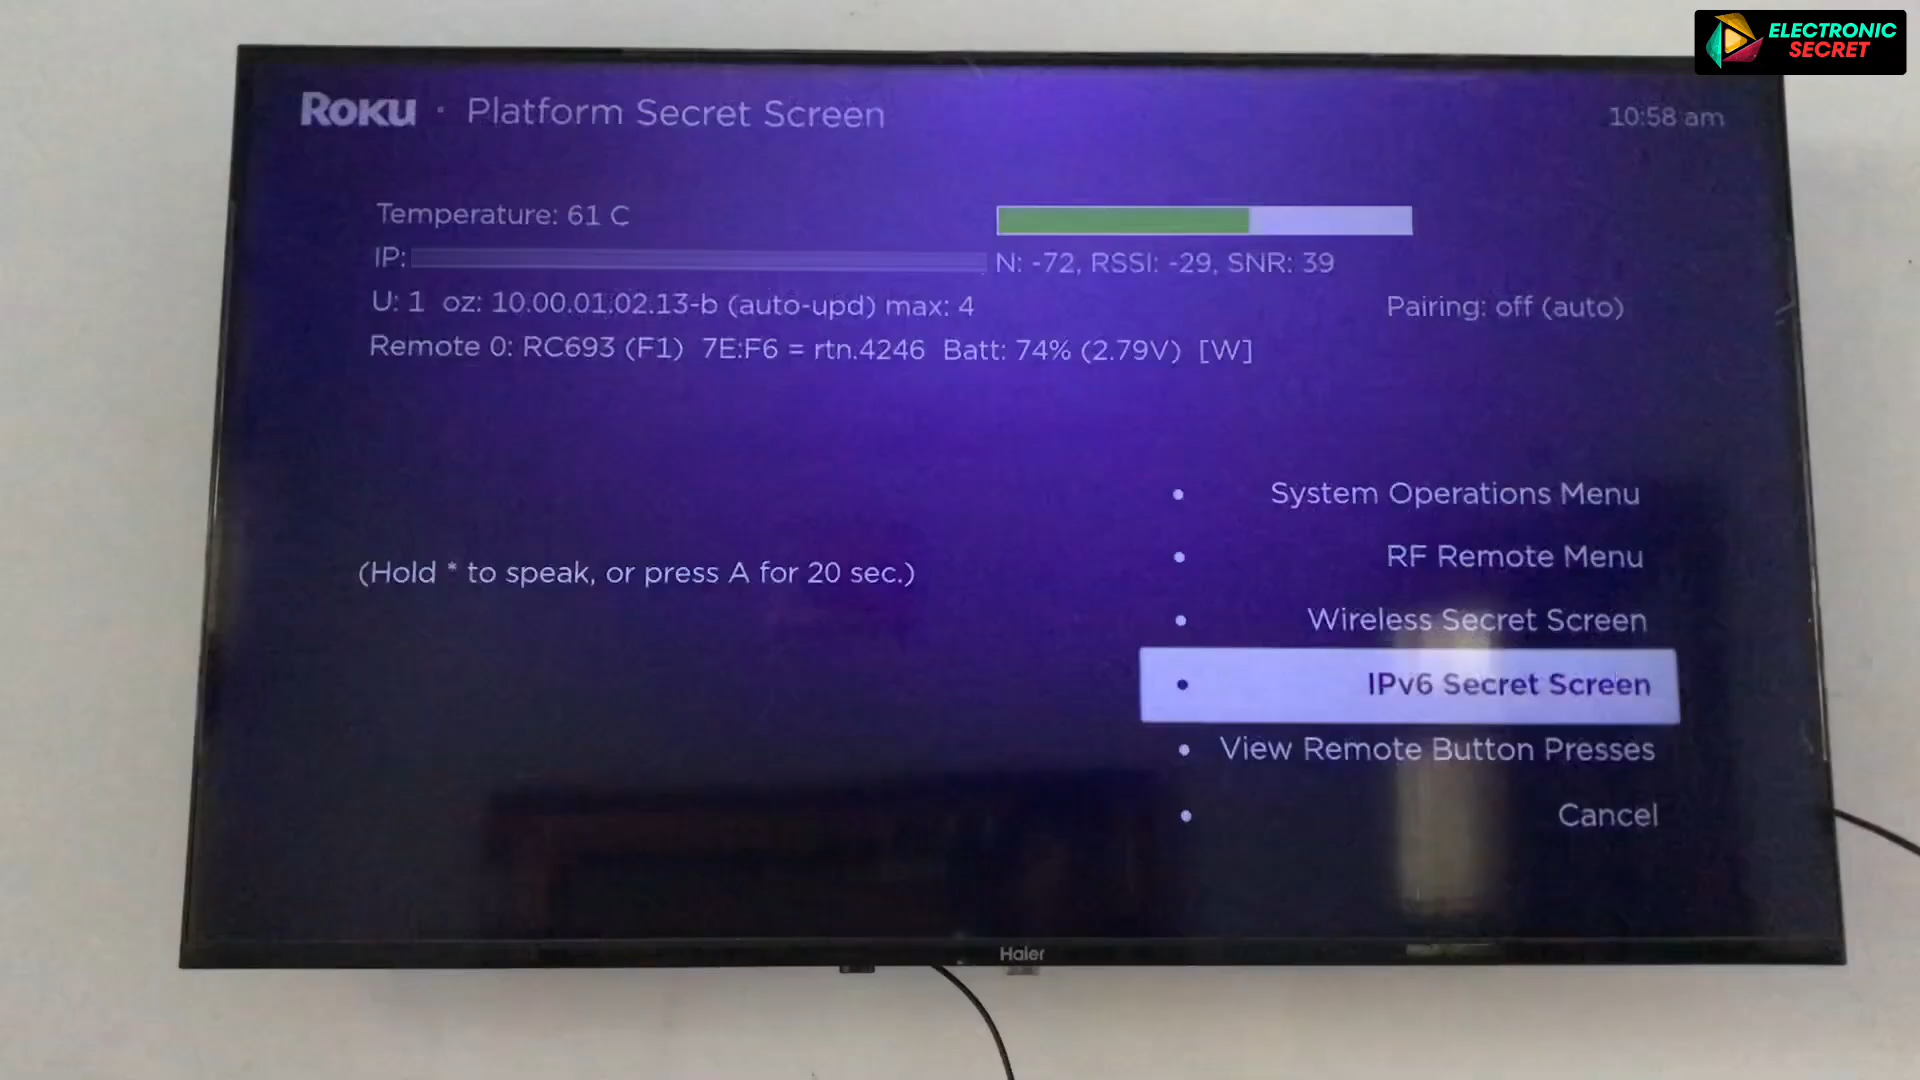 ELECTRONIC
SECRET
Roku · Platform Secret Screen
10:58 am
Temperature: 61 C
IP:
N: -72, RSSI: -29, SNR: 39
U: 1 oz: 10.00.01.02.13-b (auto-upd) max: 4
Pairing: off (auto)
Remote 0: RC693 (F1) 7E:F6 = rtn.4246 Batt: 74% (2.79V) [W]
(Hold * to speak, or press A for 20 sec.)
• System Operations Menu
• RF Remote Menu
• Wireless Secret Screen
• IPv6 Secret Screen
• View Remote Button Presses
• Cancel
Haier